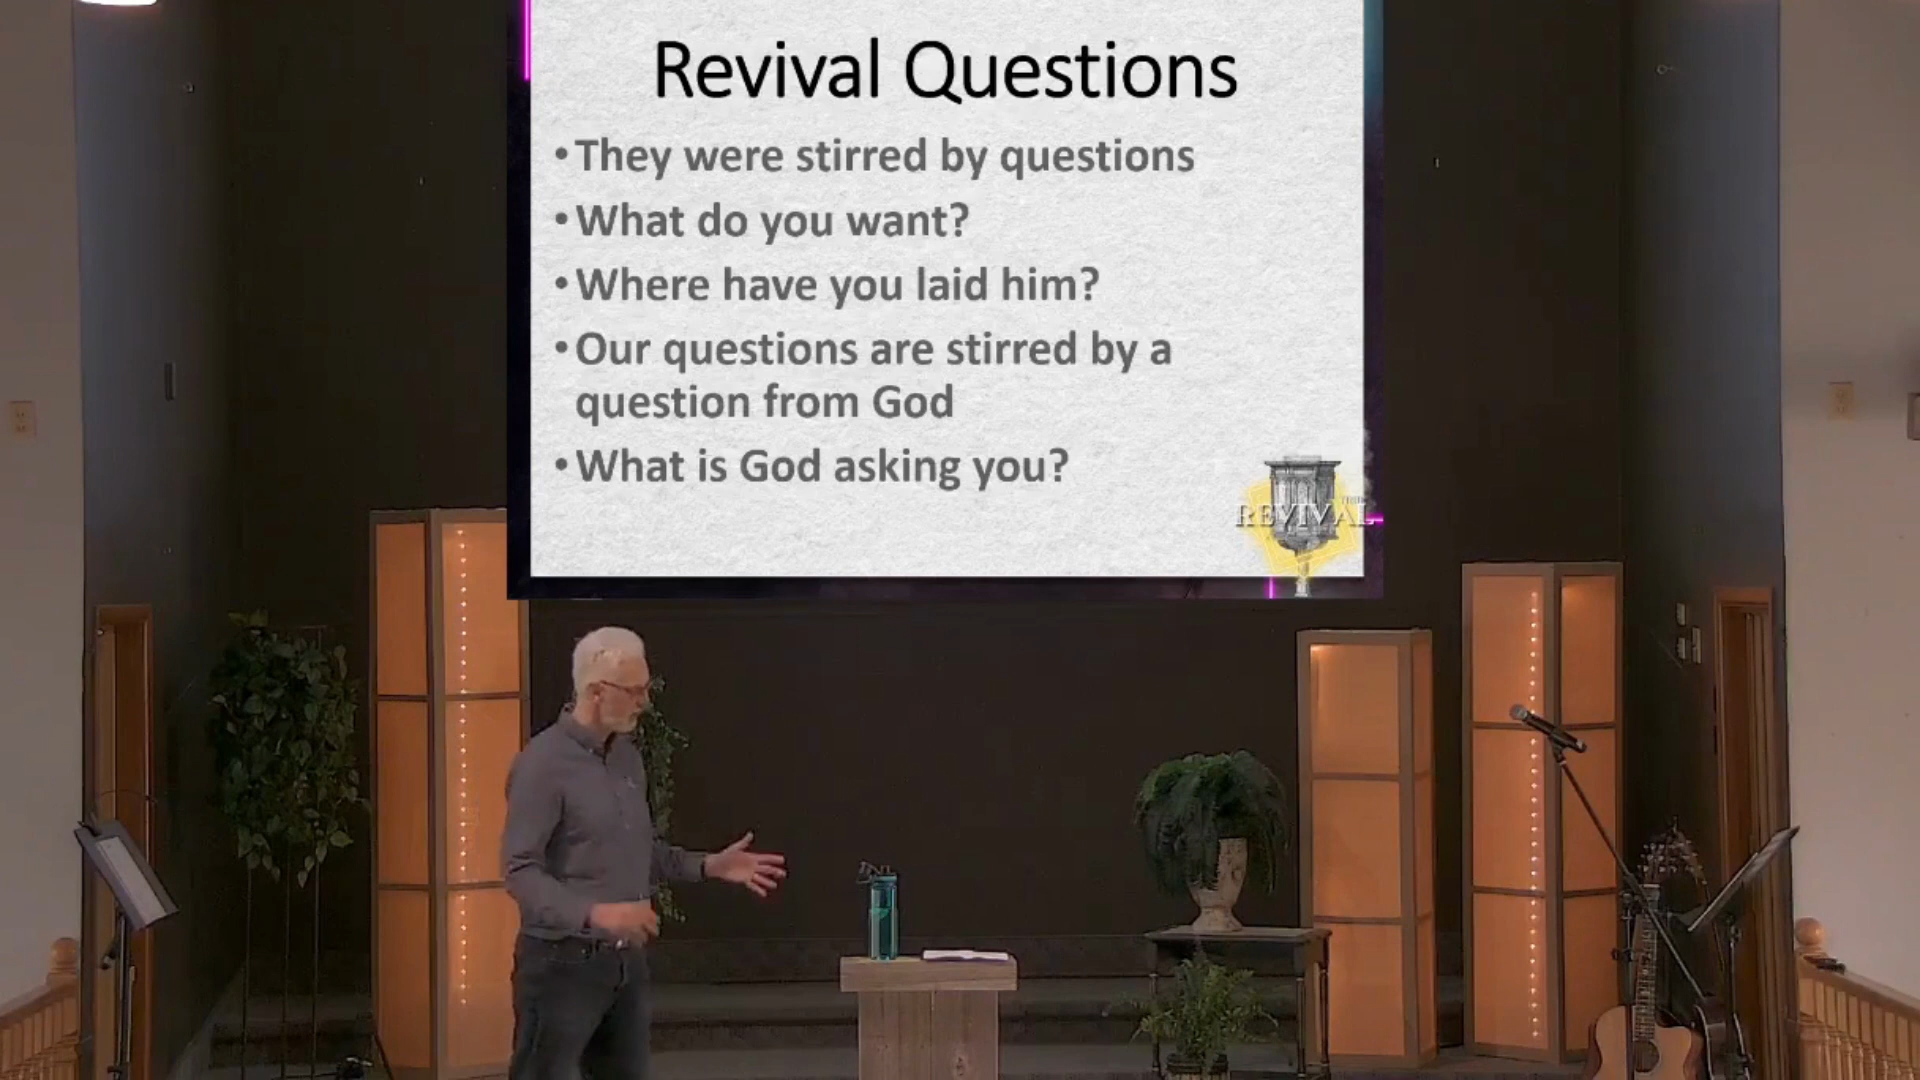 Revival Questions
•They were stirred by questions
•What do you want?
•Where have you laid him?
•Our questions are stirred by a
question from God
•What is God asking you?
REVIVAL